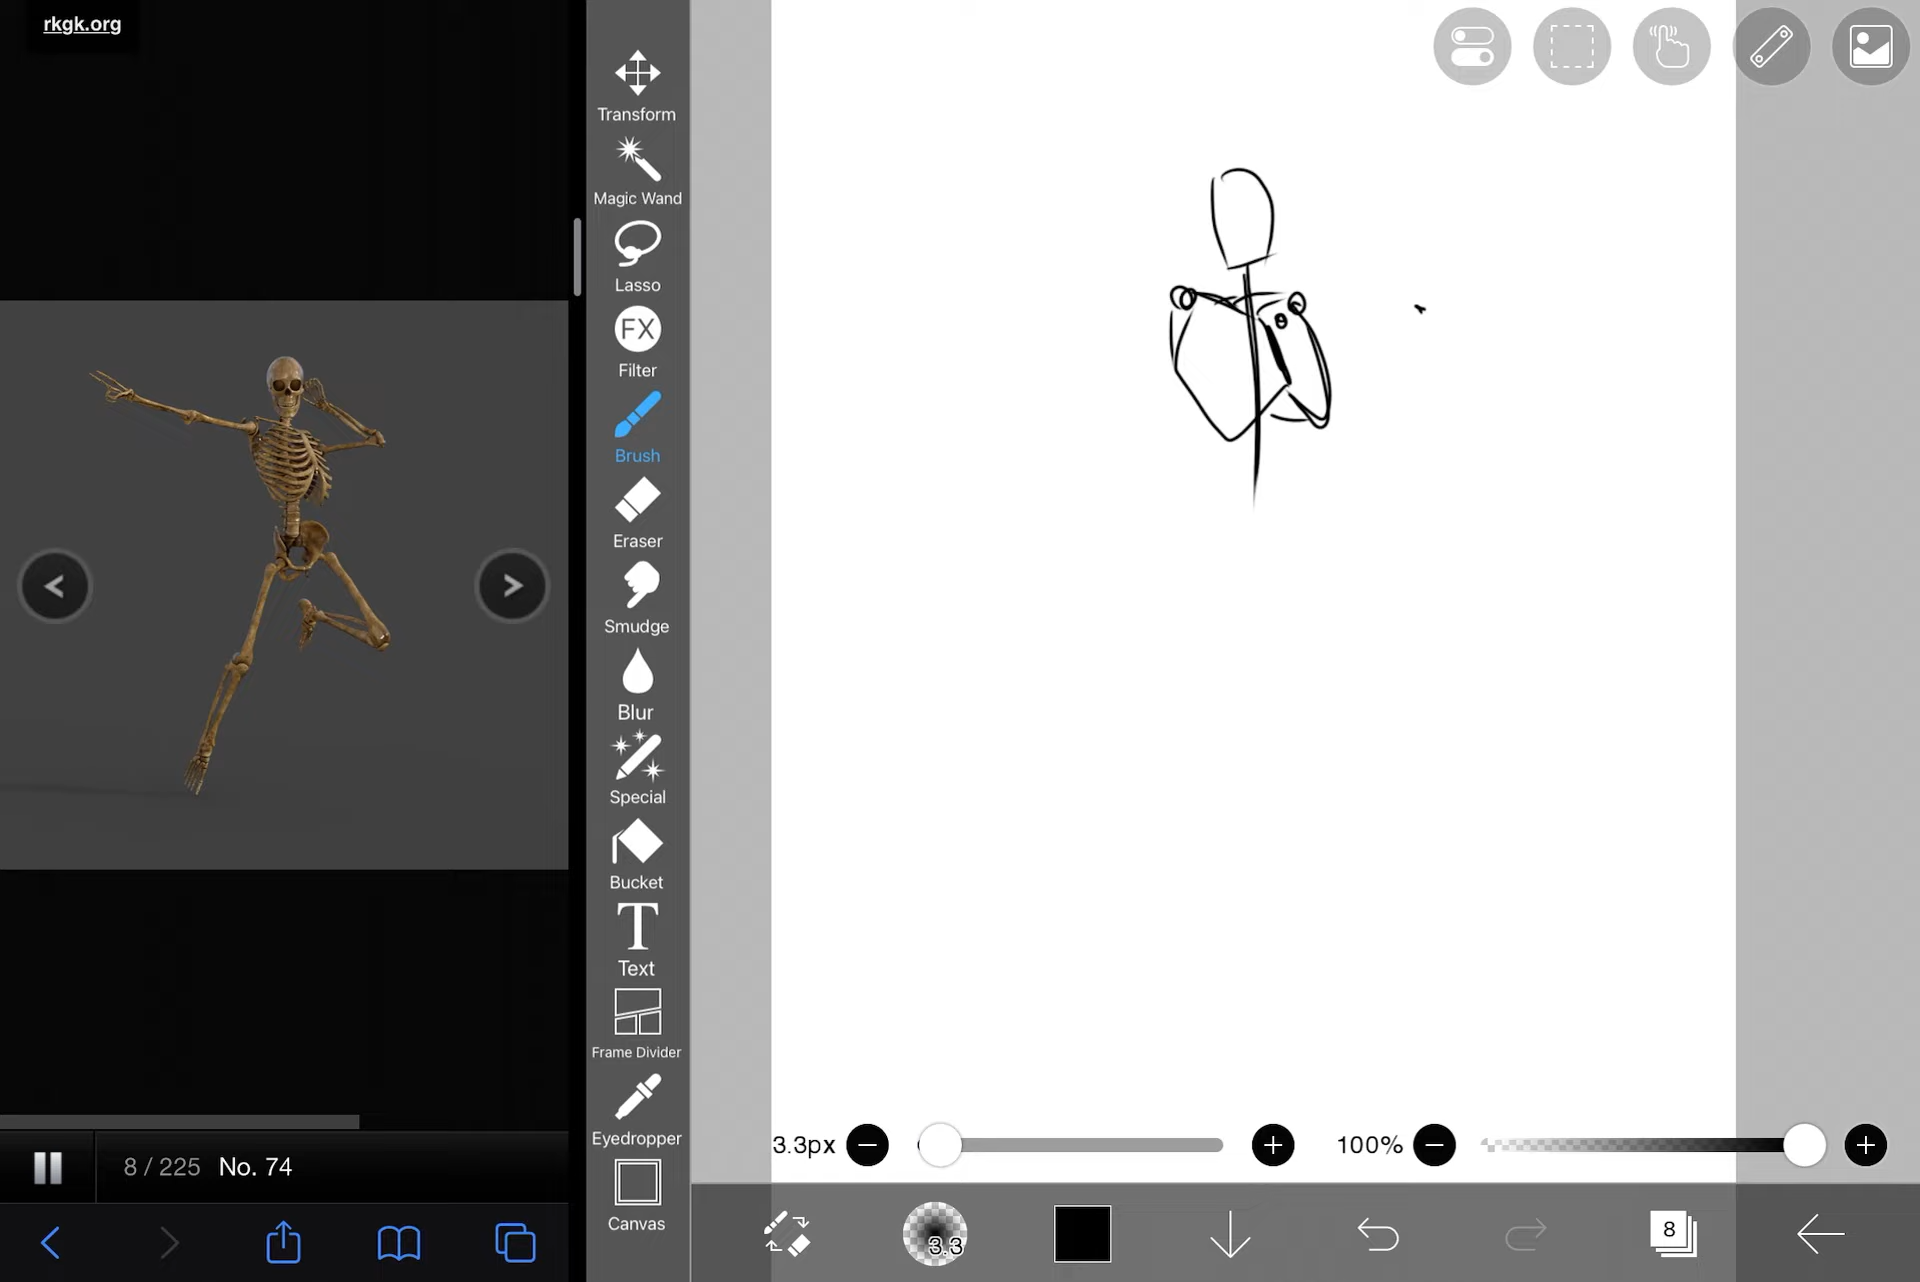 rkgk.org
Transform
Magic Wand
Lasso
FX
Filter
Brush
Eraser
Smudge
Blur
Special
Bucket
T
Text
Frame Divider
Eyedropper
Canvas
3.3px
100%
8 / 225 No. 74
3.3
8